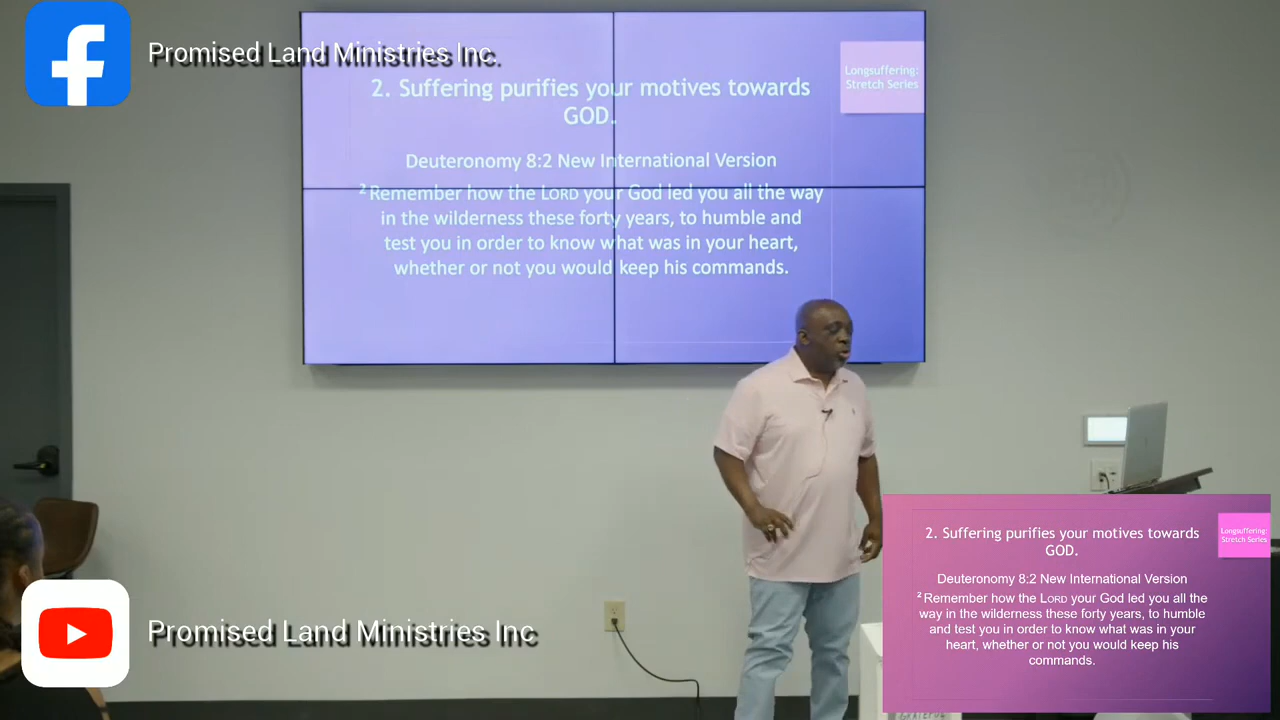 Promised Land Ministries Inc.
2. Suffering purifies your motives towards
GOD.
Longsuffering:
Stretch Series
Deuteronomy 8:2 New International Version
2 Remember how the LORD your God led you all the way
in the wilderness these forty years, to humble and
test you in order to know what was in your heart,
whether or not you would keep his commands.
2. Suffering purifies your motives towards
GOD.
Longsuffering:
Stretch Series
Deuteronomy 8:2 New International Version
2 Remember how the LORD your God led you all the
way in the wilderness these forty years, to humble
and test you in order to know what was in your
heart, whether or not you would keep his
commands.
Promised Land Ministries Inc